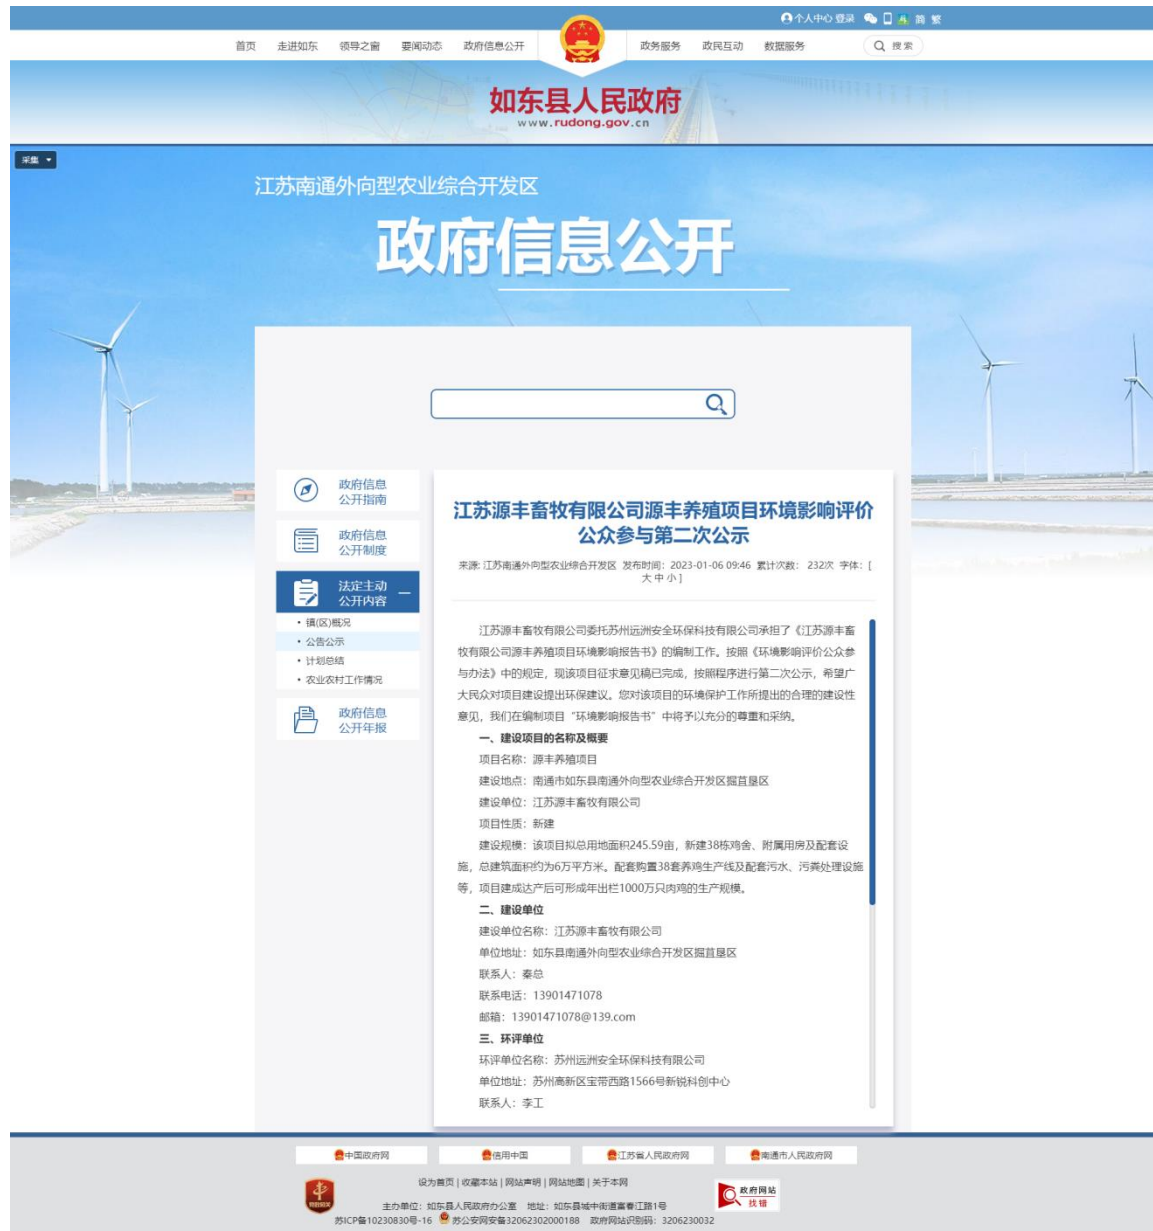 个人中心 登录 简 繁
首页 走进如东 领导之窗 要闻动态 政府信息公开 政务服务 政民互动 数据服务 搜索
如东县人民政府
www.rudong.gov.cn
采集
江苏南通外向型农业综合开发区
政府信息公开
政府信息
公开指南
政府信息
公开制度
法定主动
公开内容
• 镇(区)概况
• 公告公示
• 计划总结
• 农业农村工作情况
政府信息
公开年报
江苏源丰畜牧有限公司源丰养殖项目环境影响评价
公众参与第二次公示
来源: 江苏南通外向型农业综合开发区 发布时间：2023-01-06 09:46 累计次数： 232次 字体：[
大 中 小 ]
江苏源丰畜牧有限公司委托苏州远洲安全环保科技有限公司承担了《江苏源丰畜
牧有限公司源丰养殖项目环境影响报告书》的编制工作。按照《环境影响评价公众参
与办法》中的规定，现该项目征求意见稿已完成，按照程序进行第二次公示，希望广
大民众对项目建设提出环保建议。您对该项目的环境保护工作所提出的合理的建设性
意见，我们在编制项目“环境影响报告书”中将予以充分的尊重和采纳。
一、建设项目的名称及概要
项目名称：源丰养殖项目
建设地点：南通市如东县南通外向型农业综合开发区掘苴垦区
建设单位：江苏源丰畜牧有限公司
项目性质：新建
建设规模：该项目拟总用地面积245.59亩，新建38栋鸡舍、附属用房及配套设
施，总建筑面积约为6万平方米。配套购置38套养鸡生产线及配套污水、污粪处理设施
等，项目建成达产后可形成年出栏1000万只肉鸡的生产规模。
二、建设单位
建设单位名称：江苏源丰畜牧有限公司
单位地址：如东县南通外向型农业综合开发区掘苴垦区
联系人：秦总
联系电话：13901471078
邮箱：13901471078@139.com
三、环评单位
环评单位名称：苏州远洲安全环保科技有限公司
单位地址：苏州高新区宝带西路1566号新锐科创中心
联系人：李工
中国政府网 信用中国 江苏省人民政府网 南通市人民政府网
设为首页 | 收藏本站 | 网站声明 | 网站地图 | 关于本网
主办单位：如东县人民政府办公室 地址：如东县城中街道富春江路1号
苏ICP备10230830号-16 苏公安网安备32062302000188 政府网站识别码：3206230032
党政机关
政府网站
找错